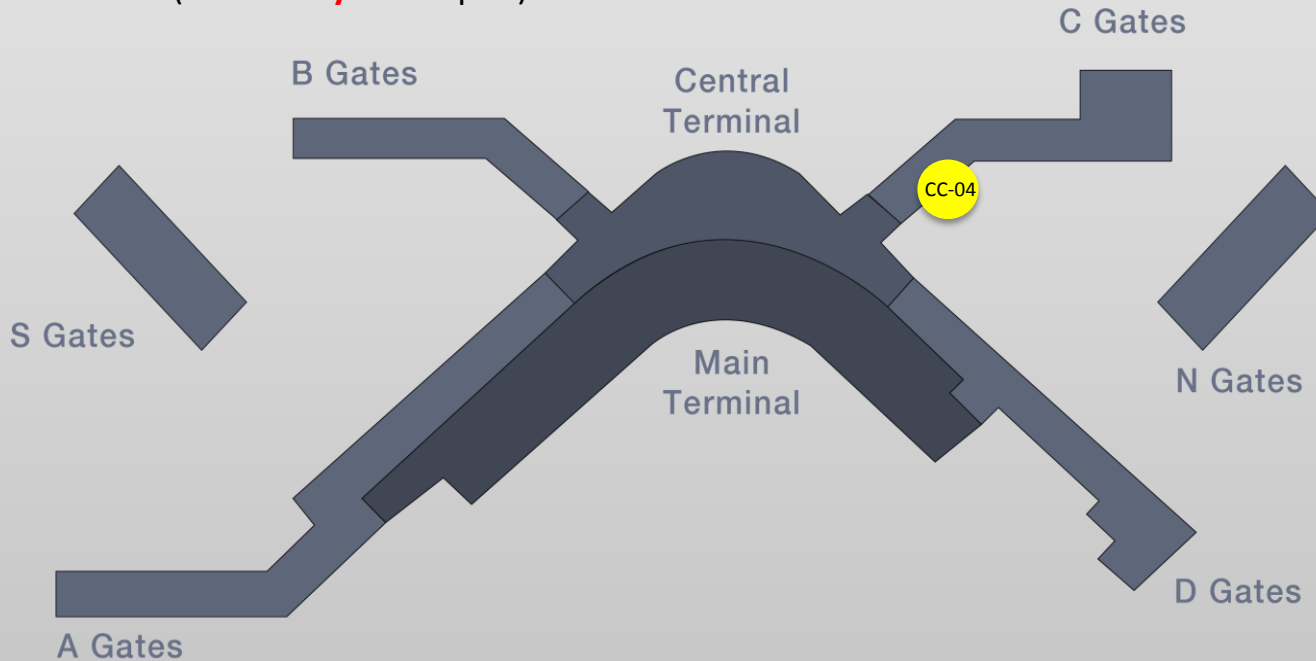 C Gates
B Gates
Central
Terminal
CC-04
S Gates
Main
Terminal
N Gates
D Gates
A Gates